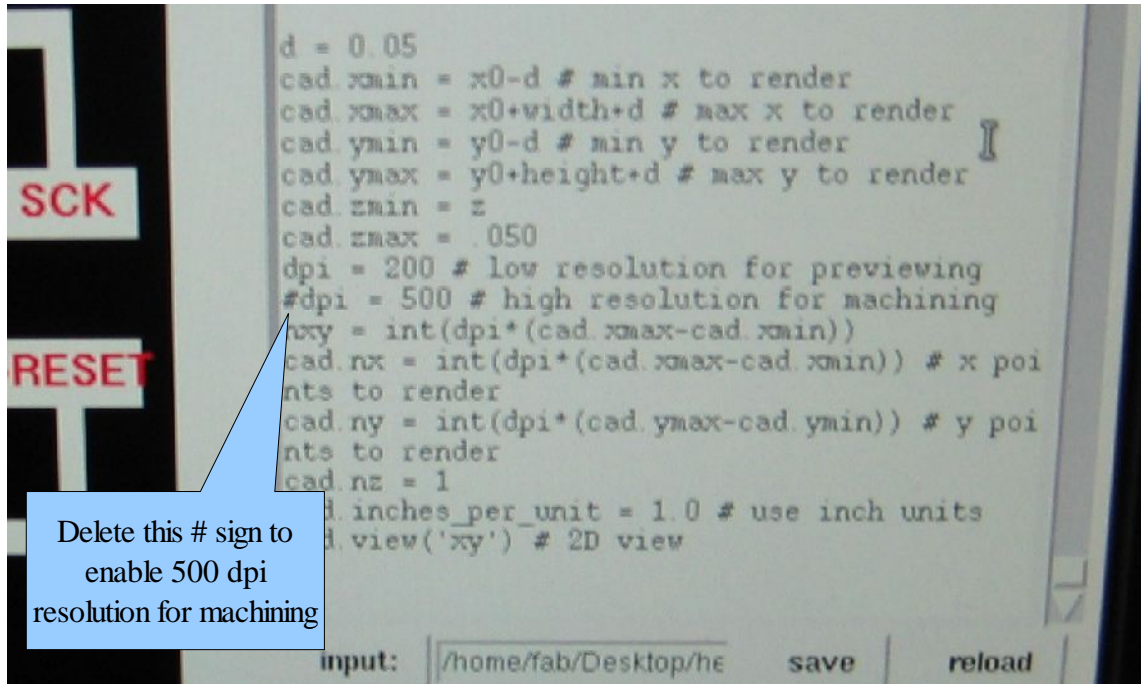 d = 0.05
cad.xmin = x0-d # min x to render
cad.xmax = x0+width+d # max x to render
cad.ymin = y0-d # min y to render
cad.ymax = y0+height+d # max y to render
cad.zmin = z
cad.zmax = .050
dpi = 200 # low resolution for previewing
#dpi = 500 # high resolution for machining
nxy = int(dpi*(cad.xmax-cad.xmin))
cad.nx = int(dpi*(cad.xmax-cad.xmin)) # x poi
nts to render
cad.ny = int(dpi*(cad.ymax-cad.ymin)) # y poi
nts to render
cad.nz = 1
d.inches_per_unit = 1.0 # use inch units
d.view('xy') # 2D view
SCK
RESET
Delete this # sign to
enable 500 dpi
resolution for machining
input: /home/fab/Desktop/he save reload